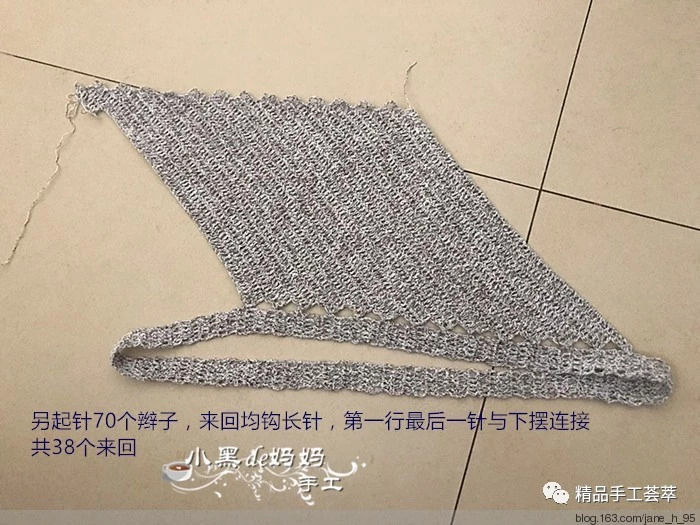 另起针70个辫子，来回均钩长针，第一行最后一针与下摆连接
共38个来回
小黑de妈妈
手工
精品手工荟萃
blog.163.com/jane_h_95